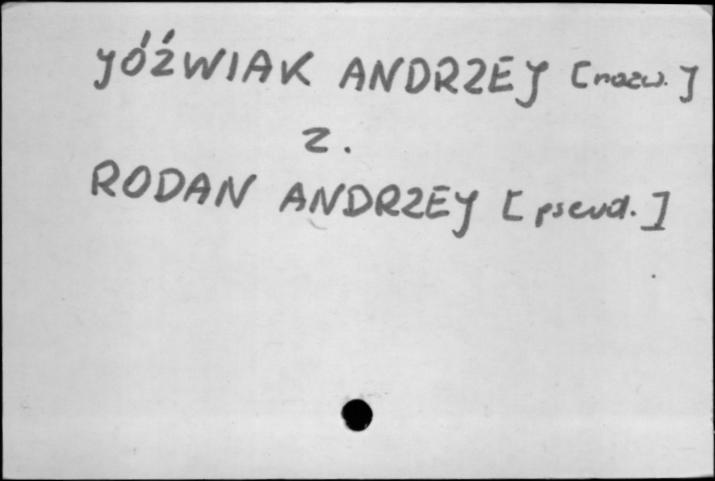 JÓŹWIAK ANDRZEJ [nazw.]
z.
RODAN ANDRZEJ [pseud.]